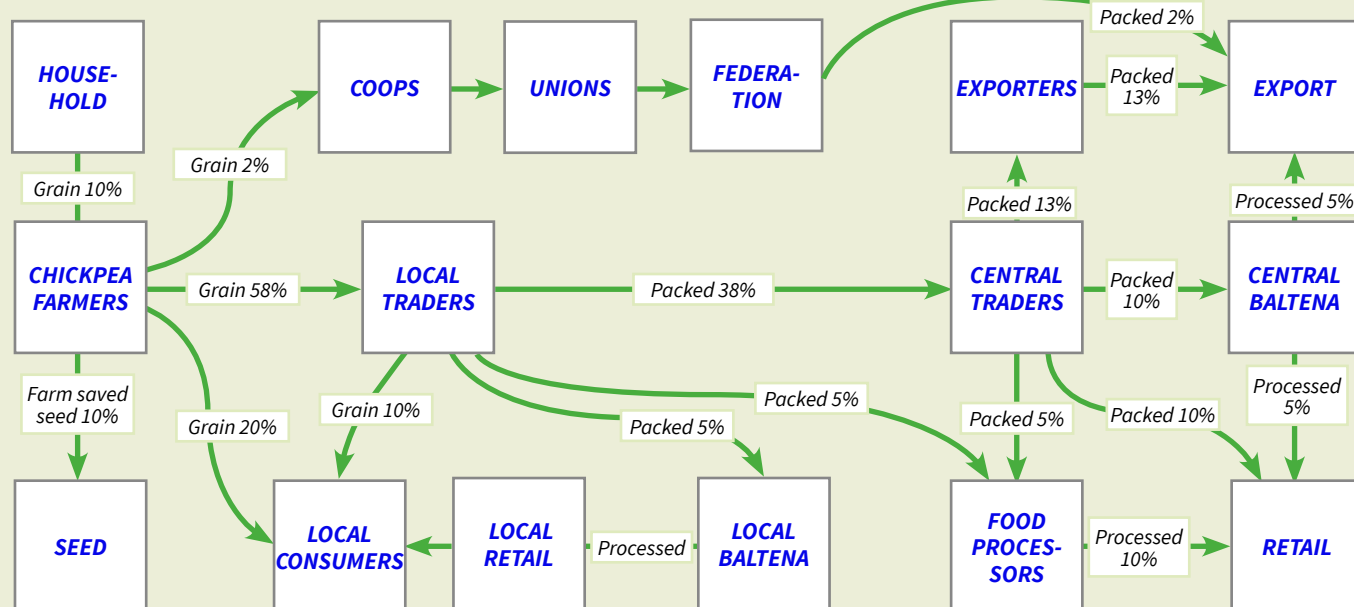 Packed 2%
HOUSE-
HOLD
COOPS
UNIONS
FEDERA-
TION
EXPORTERS
Packed
13%
EXPORT
Grain 2%
Grain 10%
Packed 13%
Processed 5%
CHICKPEA
FARMERS
Grain 58%
LOCAL
TRADERS
Packed 38%
CENTRAL
TRADERS
Packed
10%
CENTRAL
BALTENA
Farm saved
seed 10%
Grain 20%
Grain 10%
Packed 5%
Packed 5%
Packed 5%
Packed 10%
Processed
5%
SEED
LOCAL
CONSUMERS
LOCAL
RETAIL
Processed
LOCAL
BALTENA
FOOD
PROCES-
SORS
Processed
10%
RETAIL